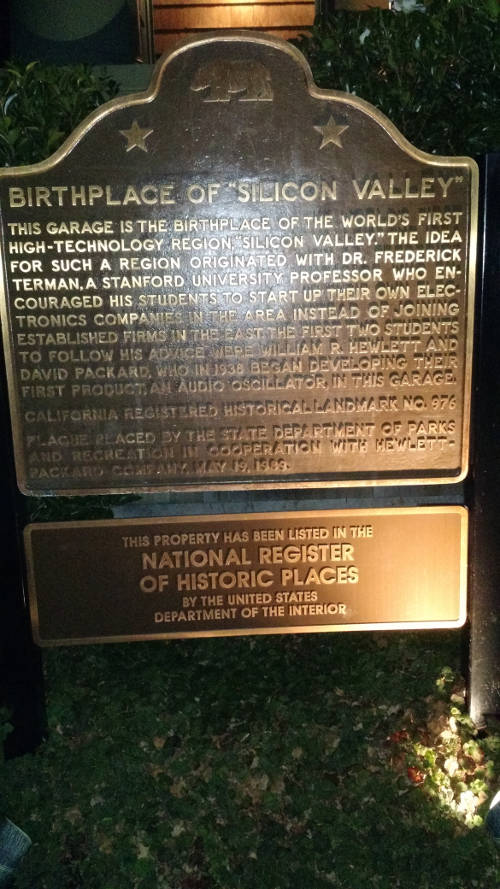 BIRTHPLACE OF "SILICON VALLEY"
THIS GARAGE IS THE BIRTHPLACE OF THE WORLD'S FIRST
HIGH-TECHNOLOGY REGION, "SILICON VALLEY." THE IDEA
FOR SUCH A REGION ORIGINATED WITH DR. FREDERICK
TERMAN, A STANFORD UNIVERSITY PROFESSOR WHO EN-
COURAGED HIS STUDENTS TO START UP THEIR OWN ELEC-
TRONICS COMPANIES IN THE AREA INSTEAD OF JOINING
ESTABLISHED FIRMS IN THE EAST. THE FIRST TWO STUDENTS
TO FOLLOW HIS ADVICE WERE WILLIAM R. HEWLETT AND
DAVID PACKARD, WHO IN 1938 BEGAN DEVELOPING THEIR
FIRST PRODUCT, AN AUDIO OSCILLATOR, IN THIS GARAGE.
CALIFORNIA REGISTERED HISTORICAL LANDMARK NO. 976
PLAQUE PLACED BY THE STATE DEPARTMENT OF PARKS
AND RECREATION IN COOPERATION WITH HEWLETT-
PACKARD COMPANY, MAY 19, 1989.
THIS PROPERTY HAS BEEN LISTED IN THE
NATIONAL REGISTER
OF HISTORIC PLACES
BY THE UNITED STATES
DEPARTMENT OF THE INTERIOR